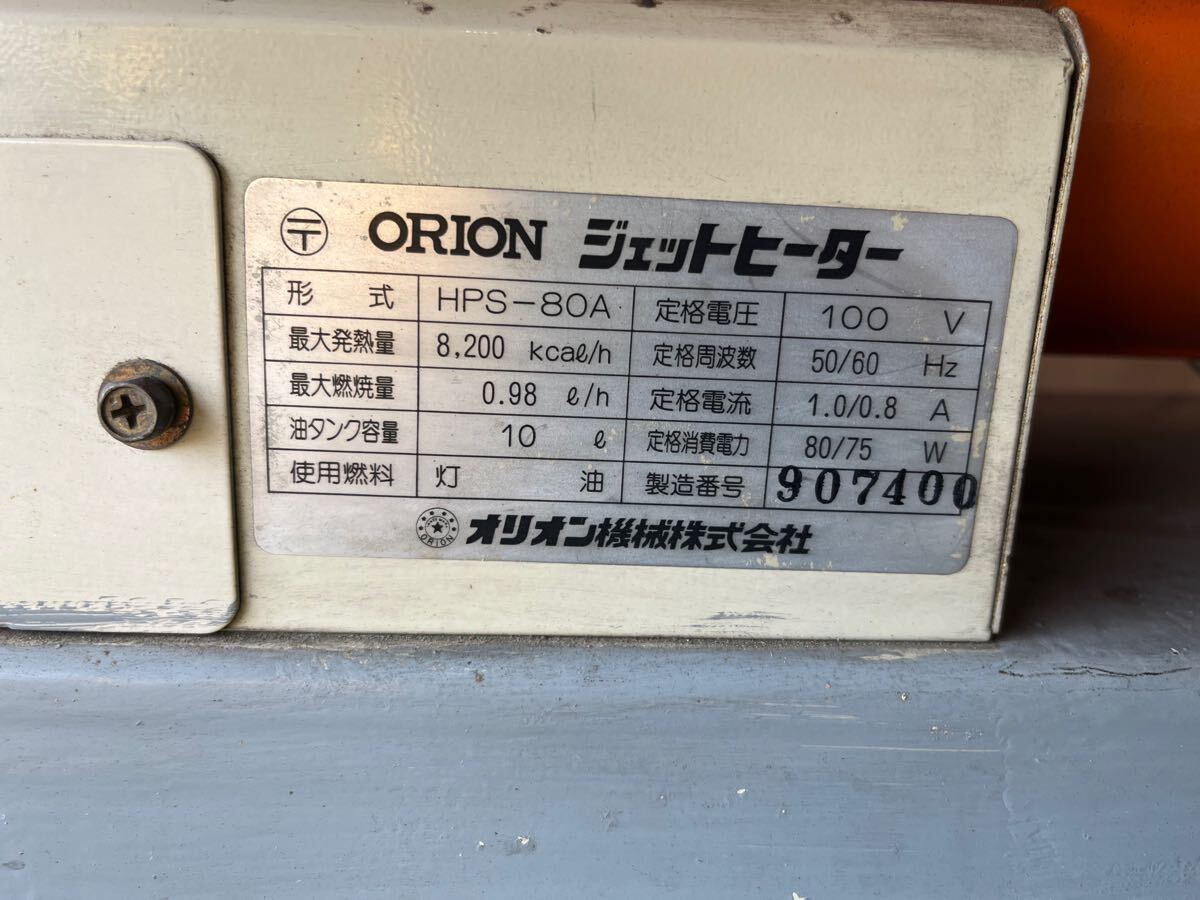 〒 ORION ジェットヒーター
形式 HPS-80A 定格電圧 100 V
最大発熱量 8,200 kcaℓ/h 定格周波数 50/60 Hz
最大燃焼量 0.98 ℓ/h 定格電流 1.0/0.8 A
油タンク容量 10 ℓ 定格消費電力 80/75 W
使用燃料 灯油 製造番号 907400
ORION オリオン機械株式会社